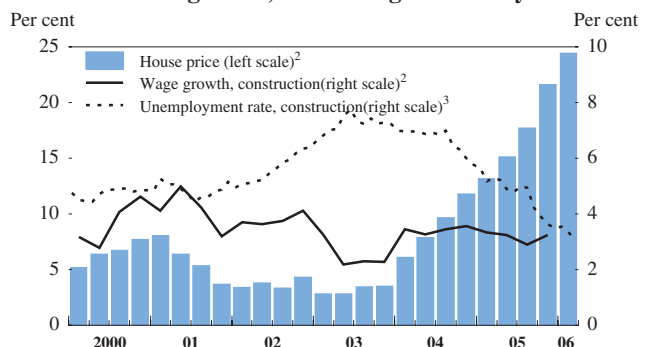 Per cent Per cent
25 10
House price (left scale)2
Wage growth, construction(right scale)2
20 8
Unemployment rate, construction(right scale)3
15 6
10 4
5 2
0 0
2000 01 02 03 04 05 06